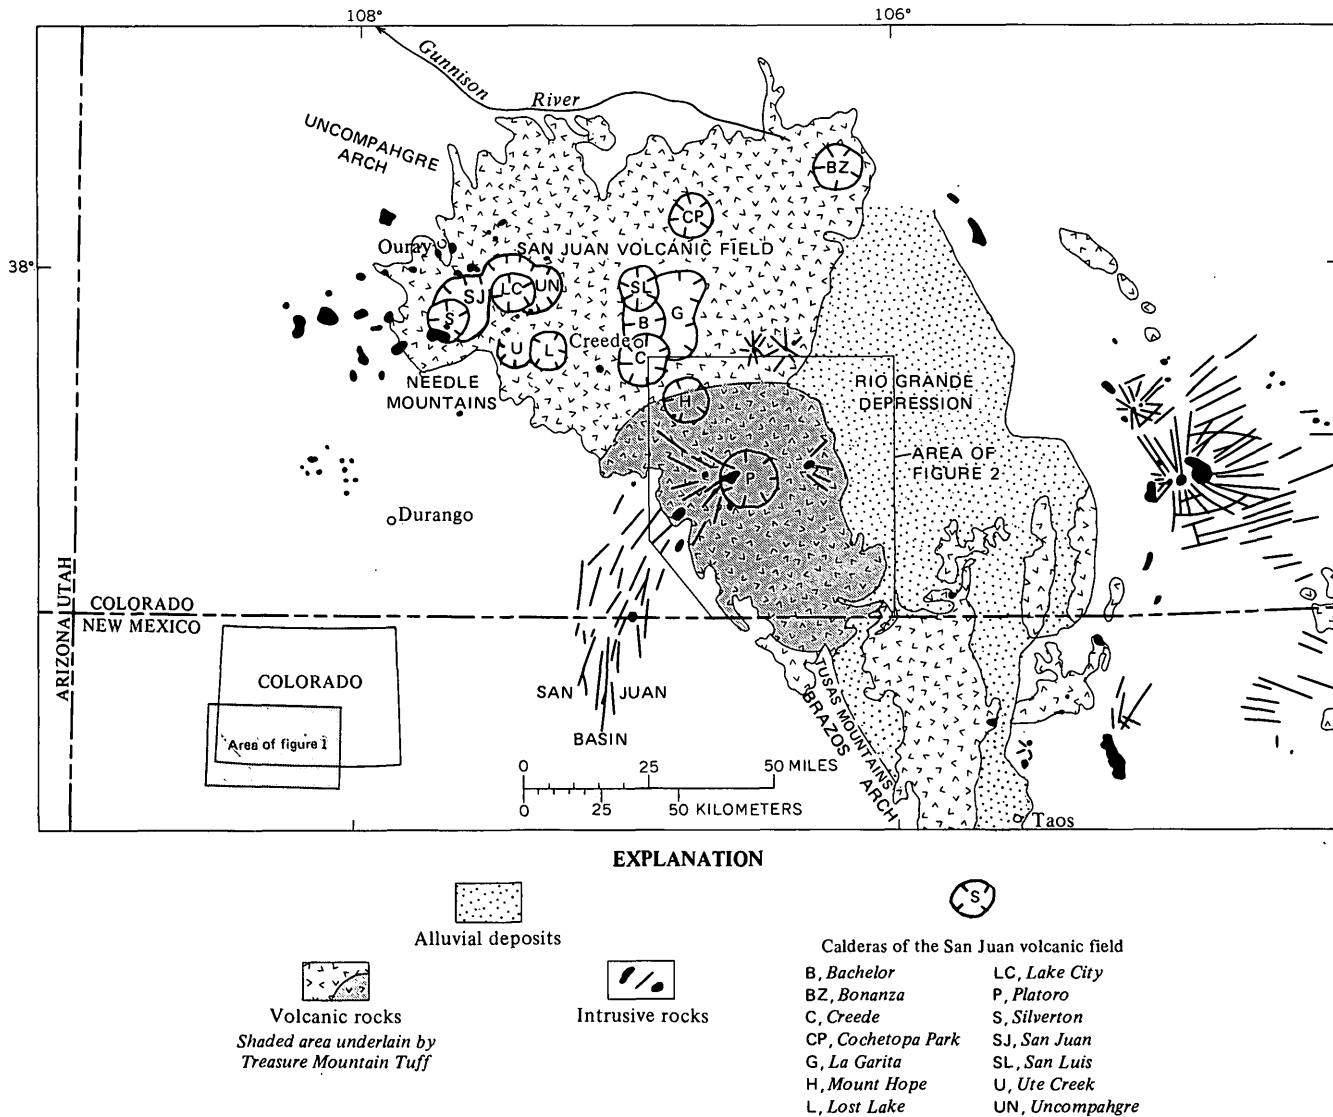 108°
106°
Gunnison
River
UNCOMPAHGRE
ARCH
BZ
CP
Ouray
SAN JUAN VOLCANIC FIELD
38°
SJ
LC
UN
SL
G
S
B
U
L
Creede
C
NEEDLE
MOUNTAINS
H
RIO GRANDE
DEPRESSION
AREA OF
FIGURE 2
P
Durango
UTAH
ARIZONA
COLORADO
NEW MEXICO
COLORADO
Area of figure 1
SAN JUAN
BASIN
TUSAS MOUNTAINS
BRAZOS ARCH
0 25 50 MILES
0 25 50 KILOMETERS
Taos
EXPLANATION
Alluvial deposits
Volcanic rocks
Shaded area underlain by
Treasure Mountain Tuff
Intrusive rocks
S
Calderas of the San Juan volcanic field
B, Bachelor
BZ, Bonanza
C, Creede
CP, Cochetopa Park
G, La Garita
H, Mount Hope
L, Lost Lake
LC, Lake City
P, Platoro
S, Silverton
SJ, San Juan
SL, San Luis
U, Ute Creek
UN, Uncompahgre